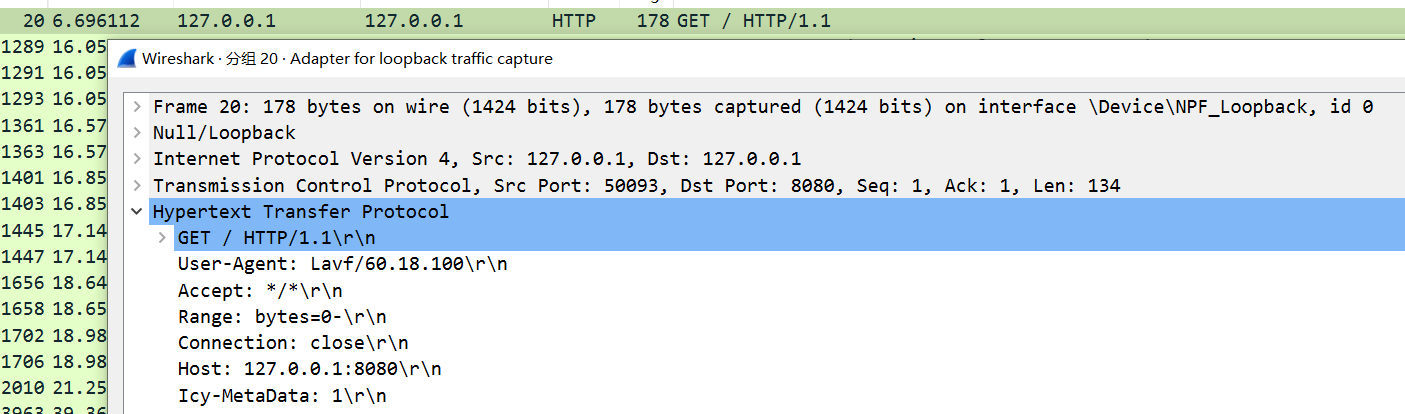 20 6.696112 127.0.0.1 127.0.0.1 HTTP 178 GET / HTTP/1.1
1289 16.05
Wireshark · 分组 20 · Adapter for loopback traffic capture
1291 16.05
1293 16.05
Frame 20: 178 bytes on wire (1424 bits), 178 bytes captured (1424 bits) on interface \Device\NPF_Loopback, id 0
1361 16.57
Null/Loopback
1363 16.57
Internet Protocol Version 4, Src: 127.0.0.1, Dst: 127.0.0.1
1401 16.85
Transmission Control Protocol, Src Port: 50093, Dst Port: 8080, Seq: 1, Ack: 1, Len: 134
1403 16.85
Hypertext Transfer Protocol
1445 17.14
GET / HTTP/1.1\r\n
1447 17.14
User-Agent: Lavf/60.18.100\r\n
1656 18.64
Accept: */*\r\n
1658 18.65
Range: bytes=0-\r\n
1702 18.98
Connection: close\r\n
1706 18.98
Host: 127.0.0.1:8080\r\n
2010 21.25
Icy-MetaData: 1\r\n
3963 39.36